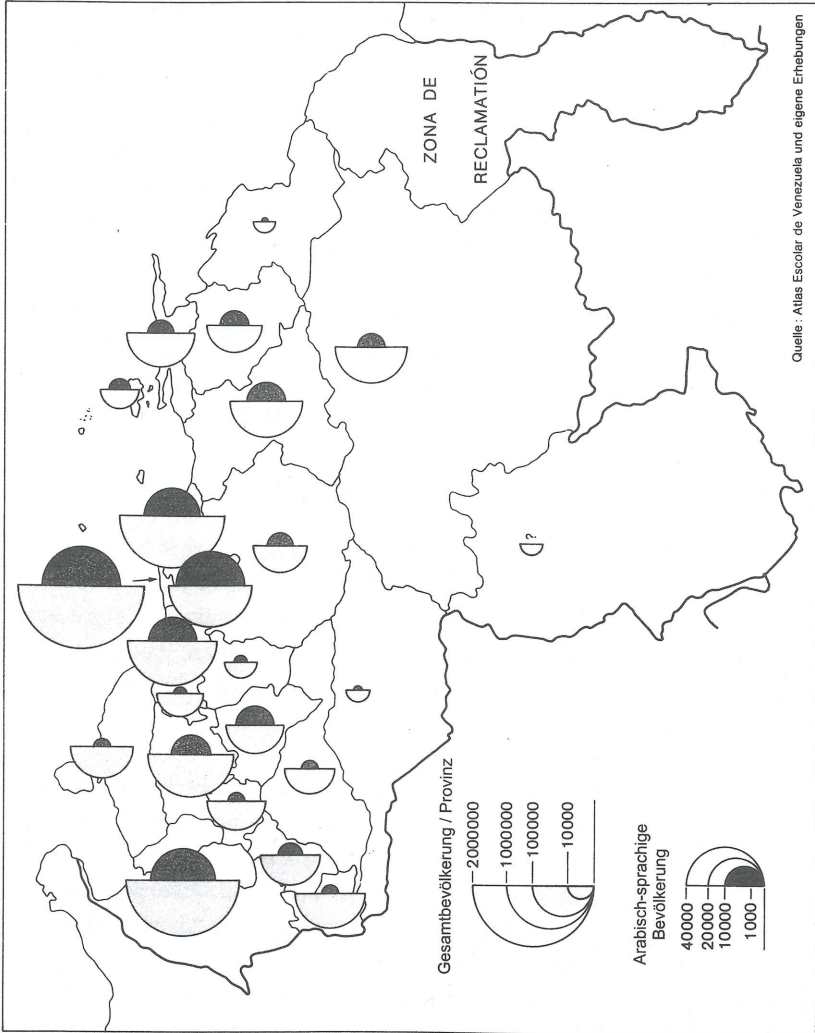 ZONA DE
RECLAMATIÓN
?
Gesamtbevölkerung / Provinz
2000000
1000000
100000
10000
Arabisch-sprachige
Bevölkerung
40000
20000
10000
1000
Quelle: Atlas Escolar de Venezuela und eigene Erhebungen